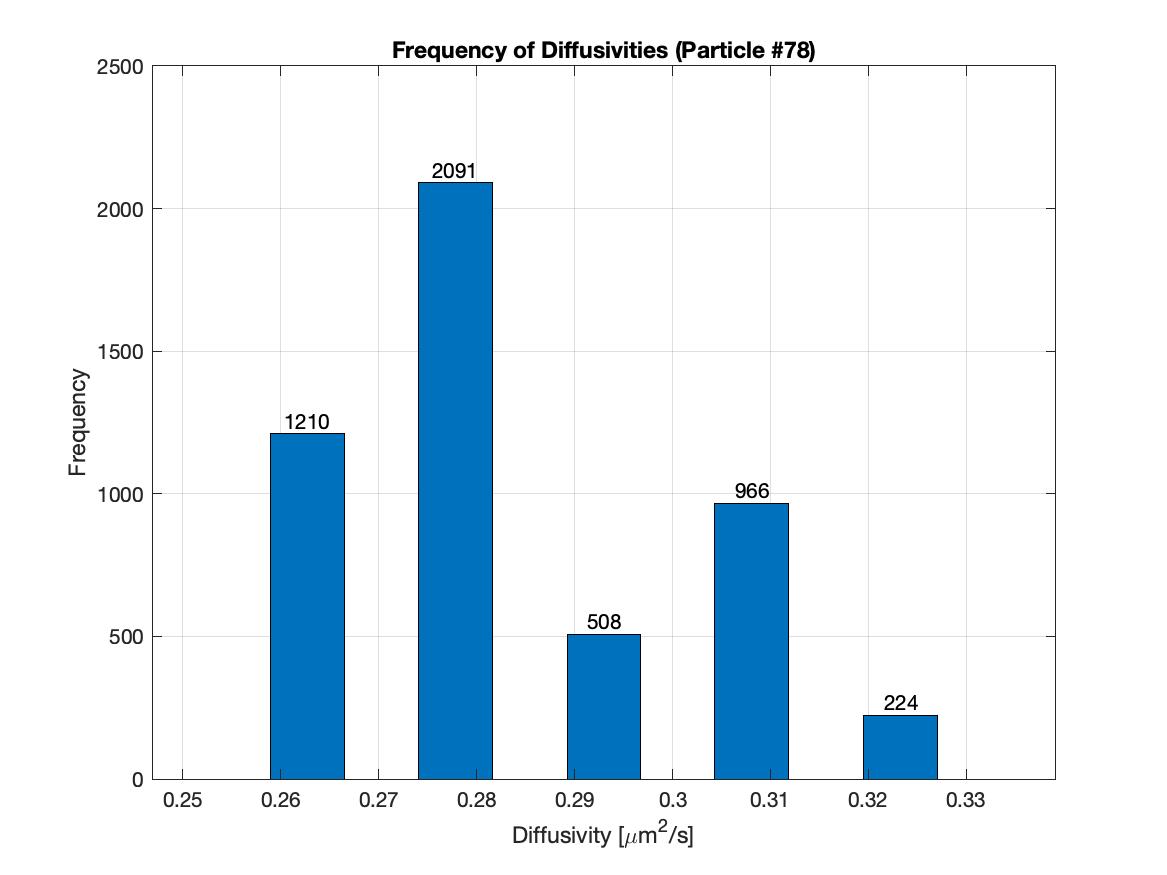 Frequency of Diffusivities (Particle #78)
2500
2000
1500
1000
500
0
Frequency
1210
2091
508
966
224
0.25 0.26 0.27 0.28 0.29 0.3 0.31 0.32 0.33
Diffusivity [μm²/s]